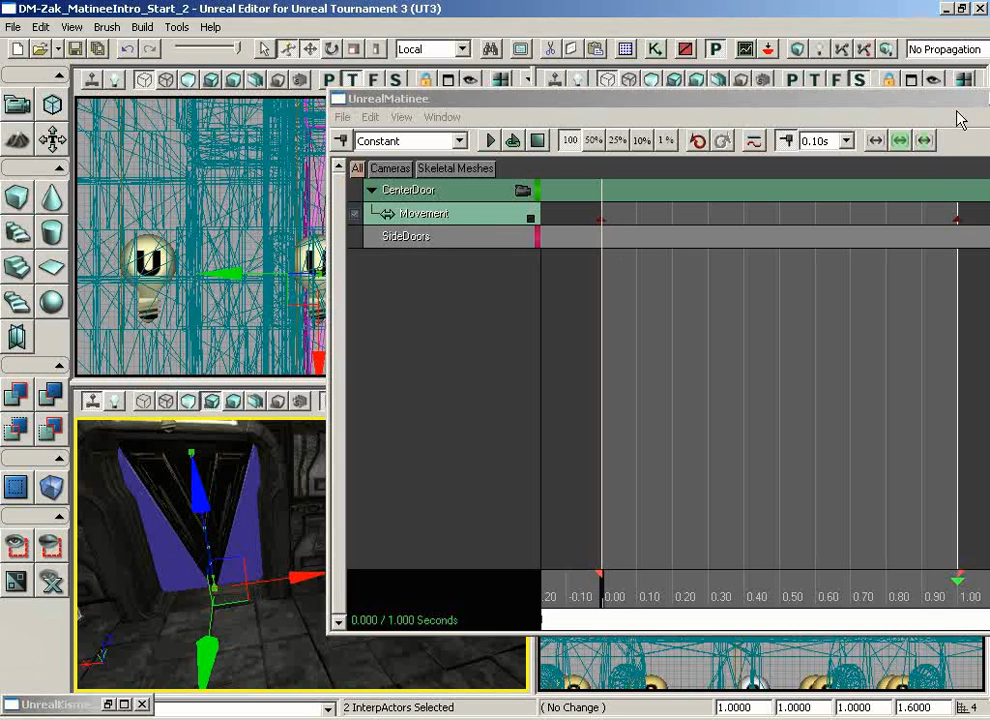 DM-Zak_MatineeIntro_Start_2 - Unreal Editor for Unreal Tournament 3 (UT3)
File Edit View Brush Build Tools Help
Local
P
No Propagation
P T F S
P T F S
UnrealMatinee
File Edit View Window
Constant
100 50% 25% 10% 1 %
0.10s
All Cameras Skeletal Meshes
CenterDoor
Movement
SideDoors
U
.20 -0.10 0.00 0.10 0.20 0.30 0.40 0.50 0.60 0.70 0.80 0.90 1.00
0.000 / 1.000 Seconds
UnrealKisme
2 InterpActors Selected
(No Change)
1.0000 1.0000 1.0000 1.6000 4